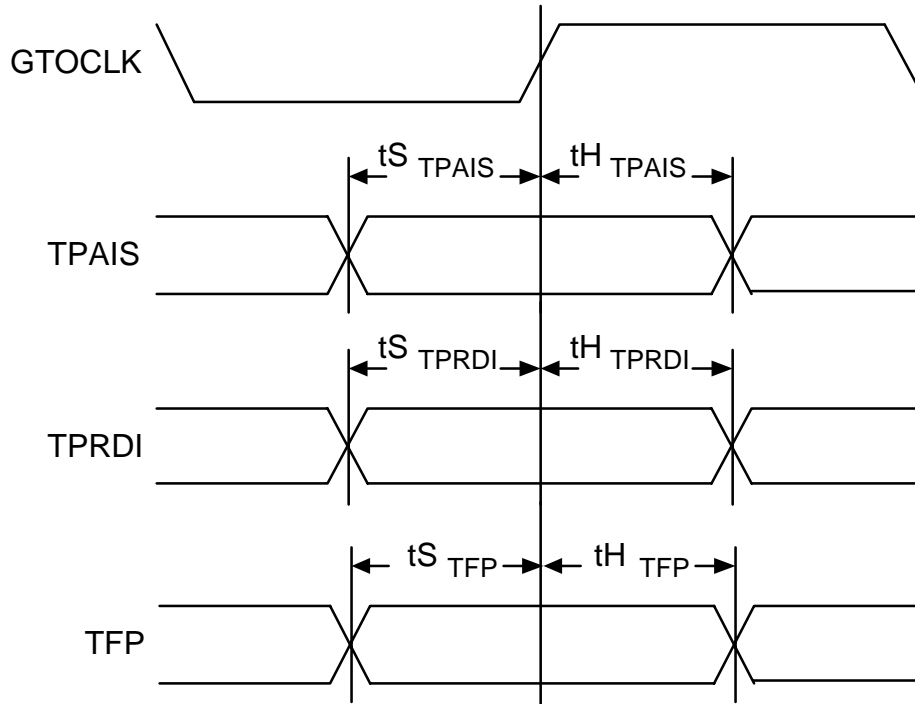 GTOCLK
tS TPAIS tH TPAIS
TPAIS
tS TPRDI tH TPRDI
TPRDI
tS TFP tH TFP
TFP